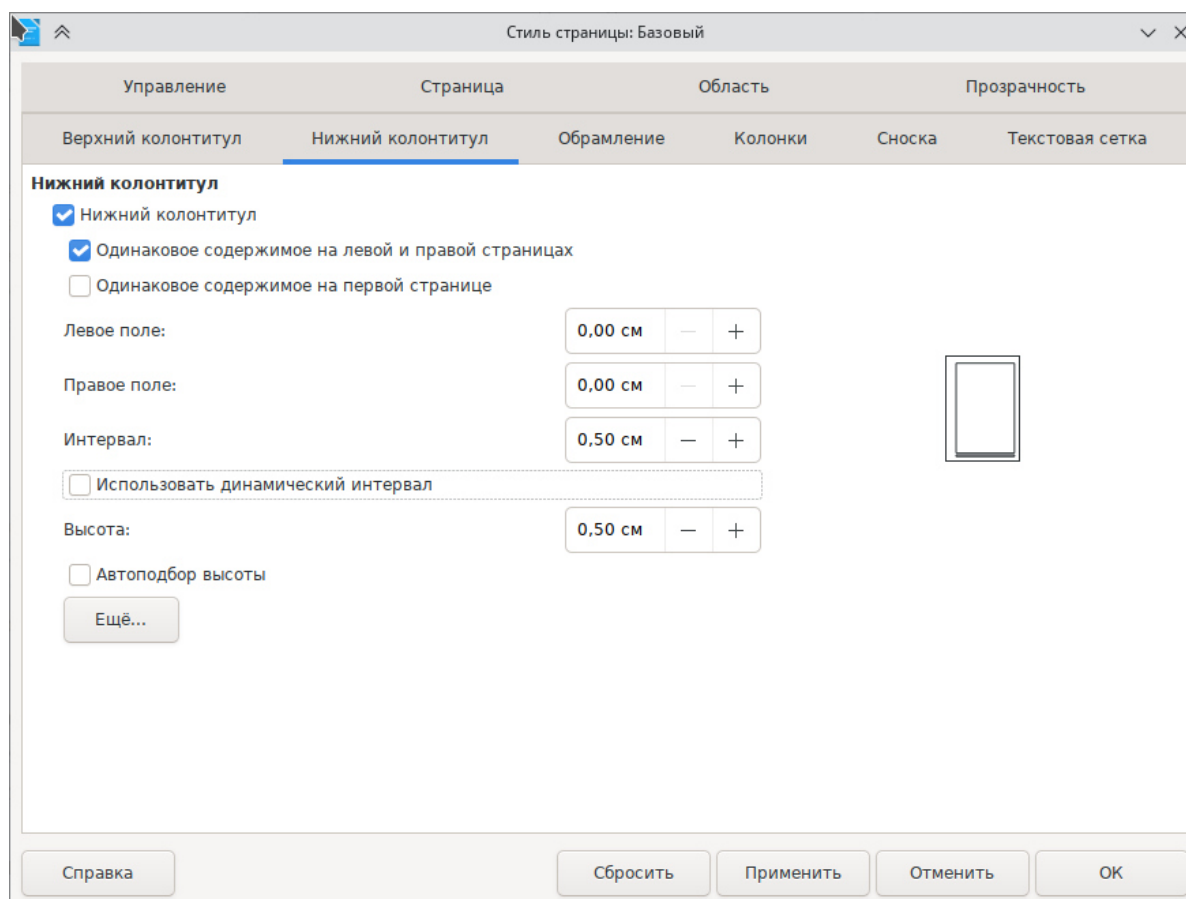 Стиль страницы: Базовый
Управление Страница Область Прозрачность
Верхний колонтитул Нижний колонтитул Обрамление Колонки Сноска Текстовая сетка
Нижний колонтитул
Нижний колонтитул
Одинаковое содержимое на левой и правой страницах
Одинаковое содержимое на первой странице
Левое поле: 0,00 см — +
Правое поле: 0,00 см — +
Интервал: 0,50 см — +
Использовать динамический интервал
Высота: 0,50 см — +
Автоподбор высоты
Ещё...
Справка Сбросить Применить Отменить ОК